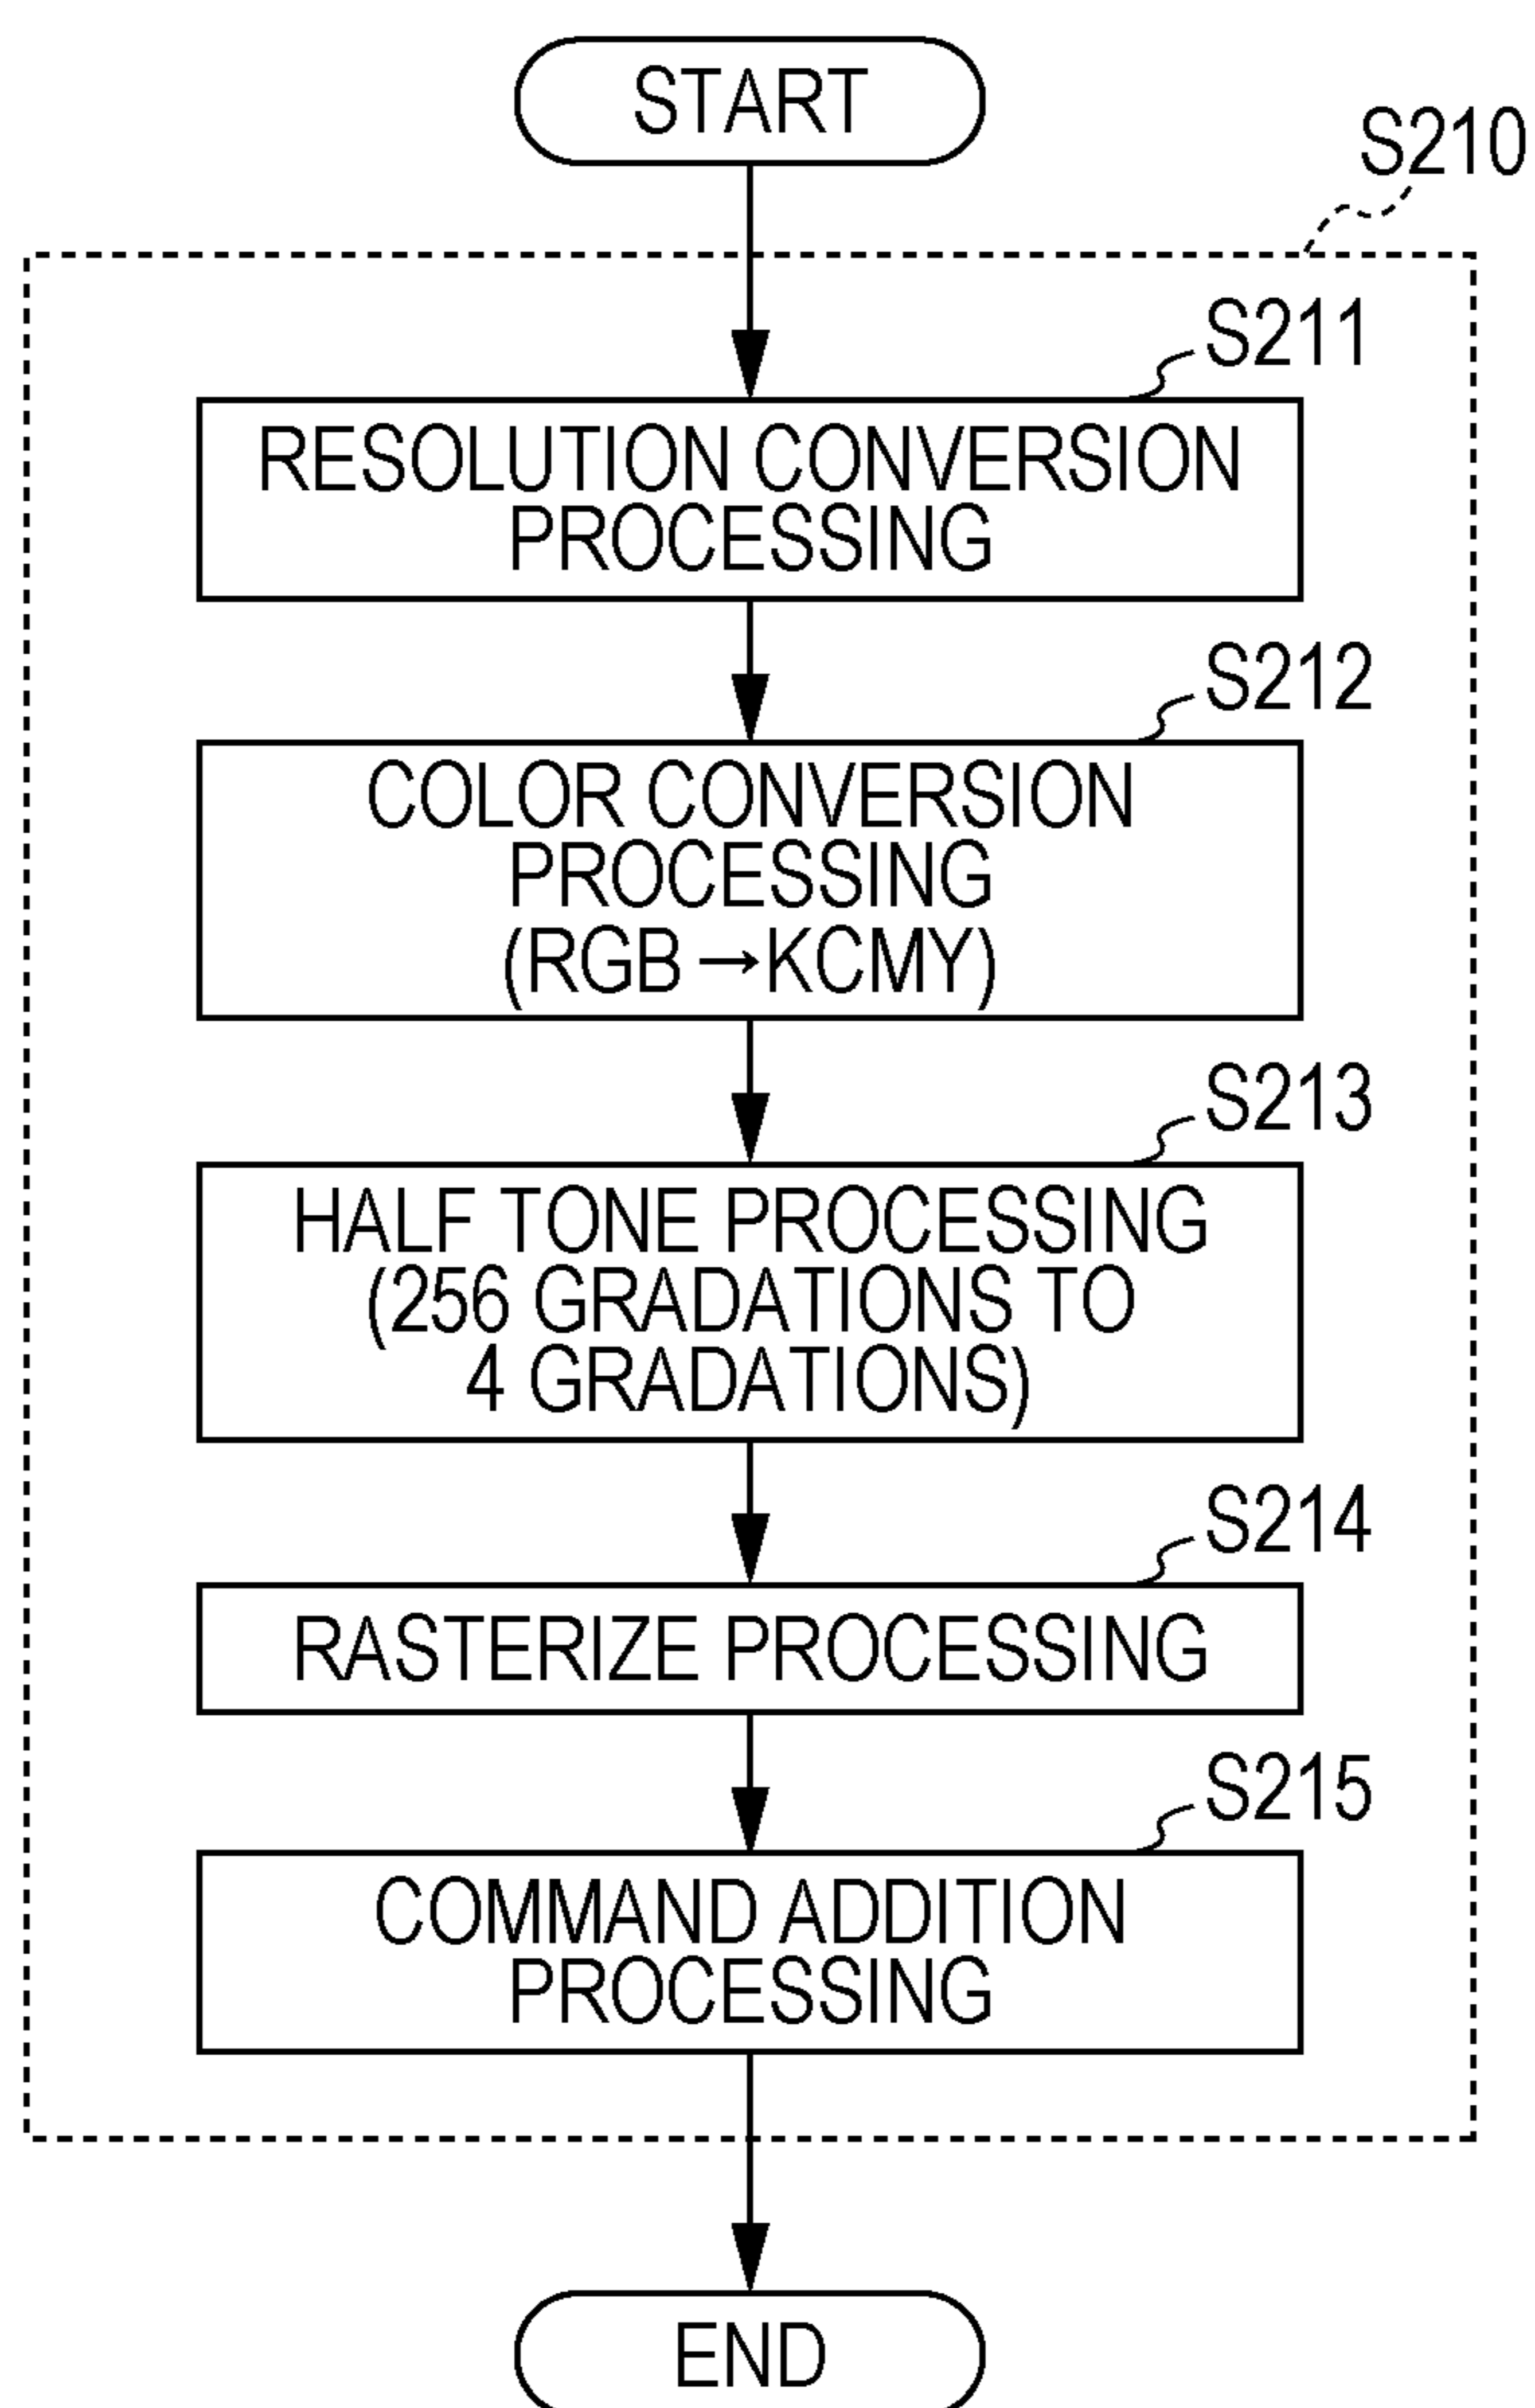 START
S210
S211
RESOLUTION CONVERSION
PROCESSING
S212
COLOR CONVERSION
PROCESSING
(RGB→KCMY)
S213
HALF TONE PROCESSING
(256 GRADATIONS TO
4 GRADATIONS)
S214
RASTERIZE PROCESSING
S215
COMMAND ADDITION
PROCESSING
END